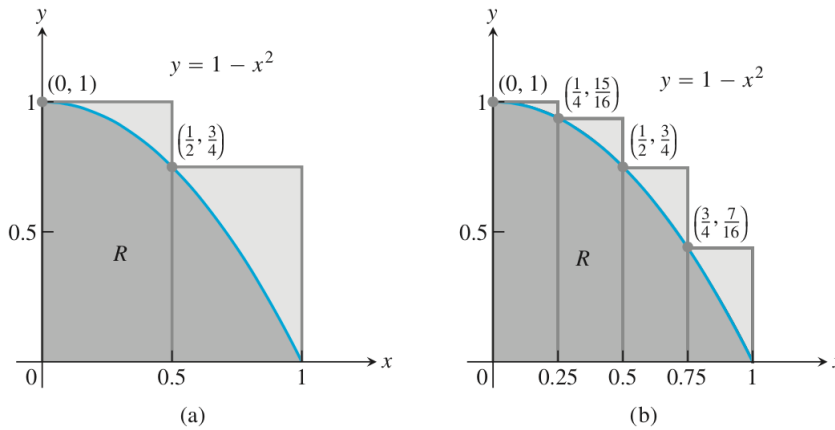 y
y = 1 − x²
(0, 1)
1
(1/2, 3/4)
0.5
R
0
0.5
1
x
(a)
y
y = 1 − x²
(0, 1)
(1/4, 15/16)
1
(1/2, 3/4)
(3/4, 7/16)
0.5
R
0
0.25
0.5
0.75
1
(b)